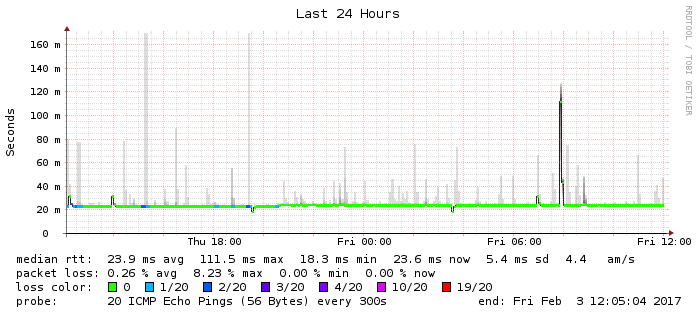 Last 24 Hours
RRDTOOL / TOBI OETIKER
Seconds
160 m
140 m
120 m
100 m
80 m
60 m
40 m
20 m
0
Thu 18:00 Fri 00:00 Fri 06:00 Fri 12:00
median rtt: 23.9 ms avg 111.5 ms max 18.3 ms min 23.6 ms now 5.4 ms sd 4.4 am/s
packet loss: 0.26 % avg 8.23 % max 0.00 % min 0.00 % now
loss color: 0 1/20 2/20 3/20 4/20 10/20 19/20
probe: 20 ICMP Echo Pings (56 Bytes) every 300s end: Fri Feb 3 12:05:04 2017